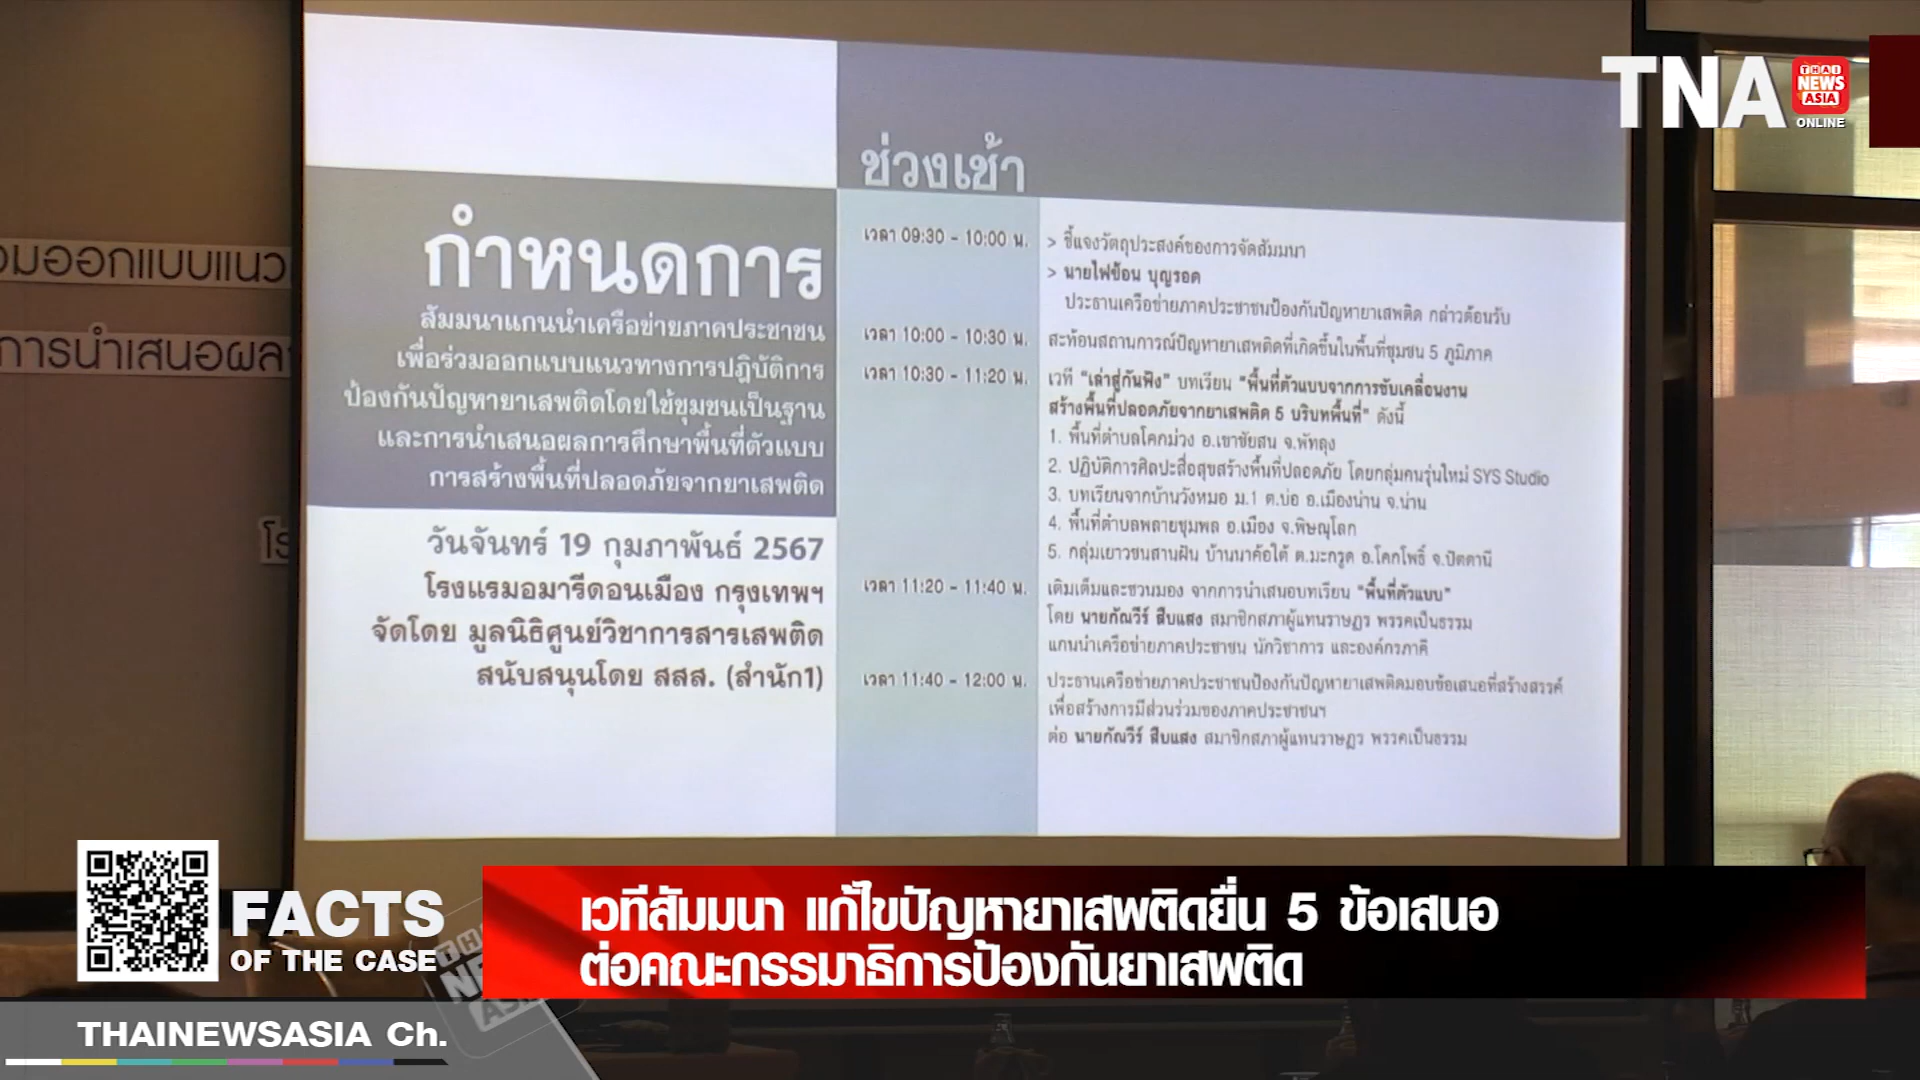 TNA
THAI
NEWS
ASIA
ONLINE
วมออกแบบแนว
การนำเสนอผล
โร
กำหนดการ
สัมมนาแกนนำเครือข่ายภาคประชาชน
เพื่อร่วมออกแบบแนวทางการปฏิบัติการ
ป้องกันปัญหายาเสพติดโดยใช้ชุมชนเป็นฐาน
และการนำเสนอผลการศึกษาพื้นที่ตัวแบบ
การสร้างพื้นที่ปลอดภัยจากยาเสพติด
วันจันทร์ 19 กุมภาพันธ์ 2567
โรงแรมอมารีดอนเมือง กรุงเทพฯ
จัดโดย มูลนิธิศูนย์วิชาการสารเสพติด
สนับสนุนโดย สสส. (สำนัก1)
ช่วงเช้า
เวลา 09:30 - 10:00 น. > ชี้แจงวัตถุประสงค์ของการจัดสัมมนา
> นายไฟซ้อน บุญรอด
ประธานเครือข่ายภาคประชาชนป้องกันปัญหายาเสพติด กล่าวต้อนรับ
เวลา 10:00 - 10:30 น. สะท้อนสถานการณ์ปัญหายาเสพติดที่เกิดขึ้นในพื้นที่ชุมชน 5 ภูมิภาค
เวลา 10:30 - 11:20 น. เวที "เล่าสู่กันฟัง" บทเรียน "พื้นที่ตัวแบบจากการขับเคลื่อนงาน
สร้างพื้นที่ปลอดภัยจากยาเสพติด 5 บริบทพื้นที่" ดังนี้
1. พื้นที่ตำบลโคกม่วง อ.เขาชัยสน จ.พัทลุง
2. ปฏิบัติการศิลปะสื่อสุขสร้างพื้นที่ปลอดภัย โดยกลุ่มคนรุ่นใหม่ SYS Studio
3. บทเรียนจากบ้านวังหมอ ม.1 ต.บ่อ อ.เมืองน่าน จ.น่าน
4. พื้นที่ตำบลพลายชุมพล อ.เมือง จ.พิษณุโลก
5. กลุ่มเยาวชนสานฝัน บ้านนาค้อใต้ ต.มะกรูด อ.โคกโพธิ์ จ.ปัตตานี
เวลา 11:20 - 11:40 น. เติมเต็มและชวนมอง จากการนำเสนอบทเรียน "พื้นที่ตัวแบบ"
โดย นายกัณวีร์ สืบแสง สมาชิกสภาผู้แทนราษฎร พรรคเป็นธรรม
แกนนำเครือข่ายภาคประชาชน นักวิชาการ และองค์กรภาคี
เวลา 11:40 - 12:00 น. ประธานเครือข่ายภาคประชาชนป้องกันปัญหายาเสพติดมอบข้อเสนอที่สร้างสรรค์
เพื่อสร้างการมีส่วนร่วมของภาคประชาชนฯ
ต่อ นายกัณวีร์ สืบแสง สมาชิกสภาผู้แทนราษฎร พรรคเป็นธรรม
FACTS
OF THE CASE
เวทีสัมมนา แก้ไขปัญหายาเสพติดยื่น 5 ข้อเสนอ
ต่อคณะกรรมาธิการป้องกันยาเสพติด
THAINEWSASIA Ch.